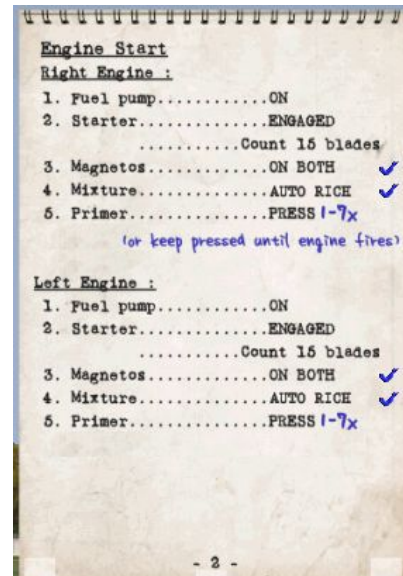 Engine Start
Right Engine :
1. Fuel pump............ON
2. Starter..............ENGAGED
...........Count 15 blades
3. Magnetos.............ON BOTH ✓
4. Mixture..............AUTO RICH ✓
5. Primer...............PRESS 1-7x
(or keep pressed until engine fires)
Left Engine :
1. Fuel pump............ON
2. Starter..............ENGAGED
...........Count 15 blades
3. Magnetos.............ON BOTH ✓
4. Mixture..............AUTO RICH ✓
5. Primer...............PRESS 1-7x
- 2 -